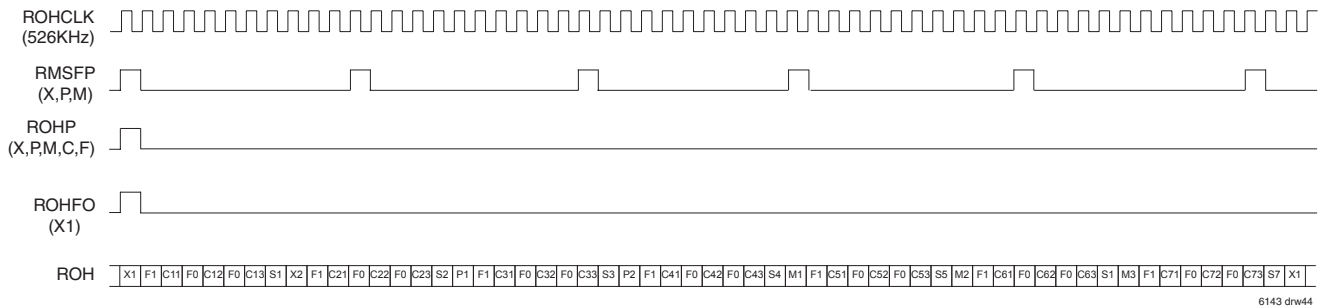 ROHCLK
(526KHz)
RMSFP
(X,P,M)
ROHP
(X,P,M,C,F)
ROHFO
(X1)
ROH X1 F1 C11 F0 C12 F0 C13 S1 X2 F1 C21 F0 C22 F0 C23 S2 P1 F1 C31 F0 C32 F0 C33 S3 P2 F1 C41 F0 C42 F0 C43 S4 M1 F1 C51 F0 C52 F0 C53 S5 M2 F1 C61 F0 C62 F0 C63 S1 M3 F1 C71 F0 C72 F0 C73 S7 X1
6143 drw44